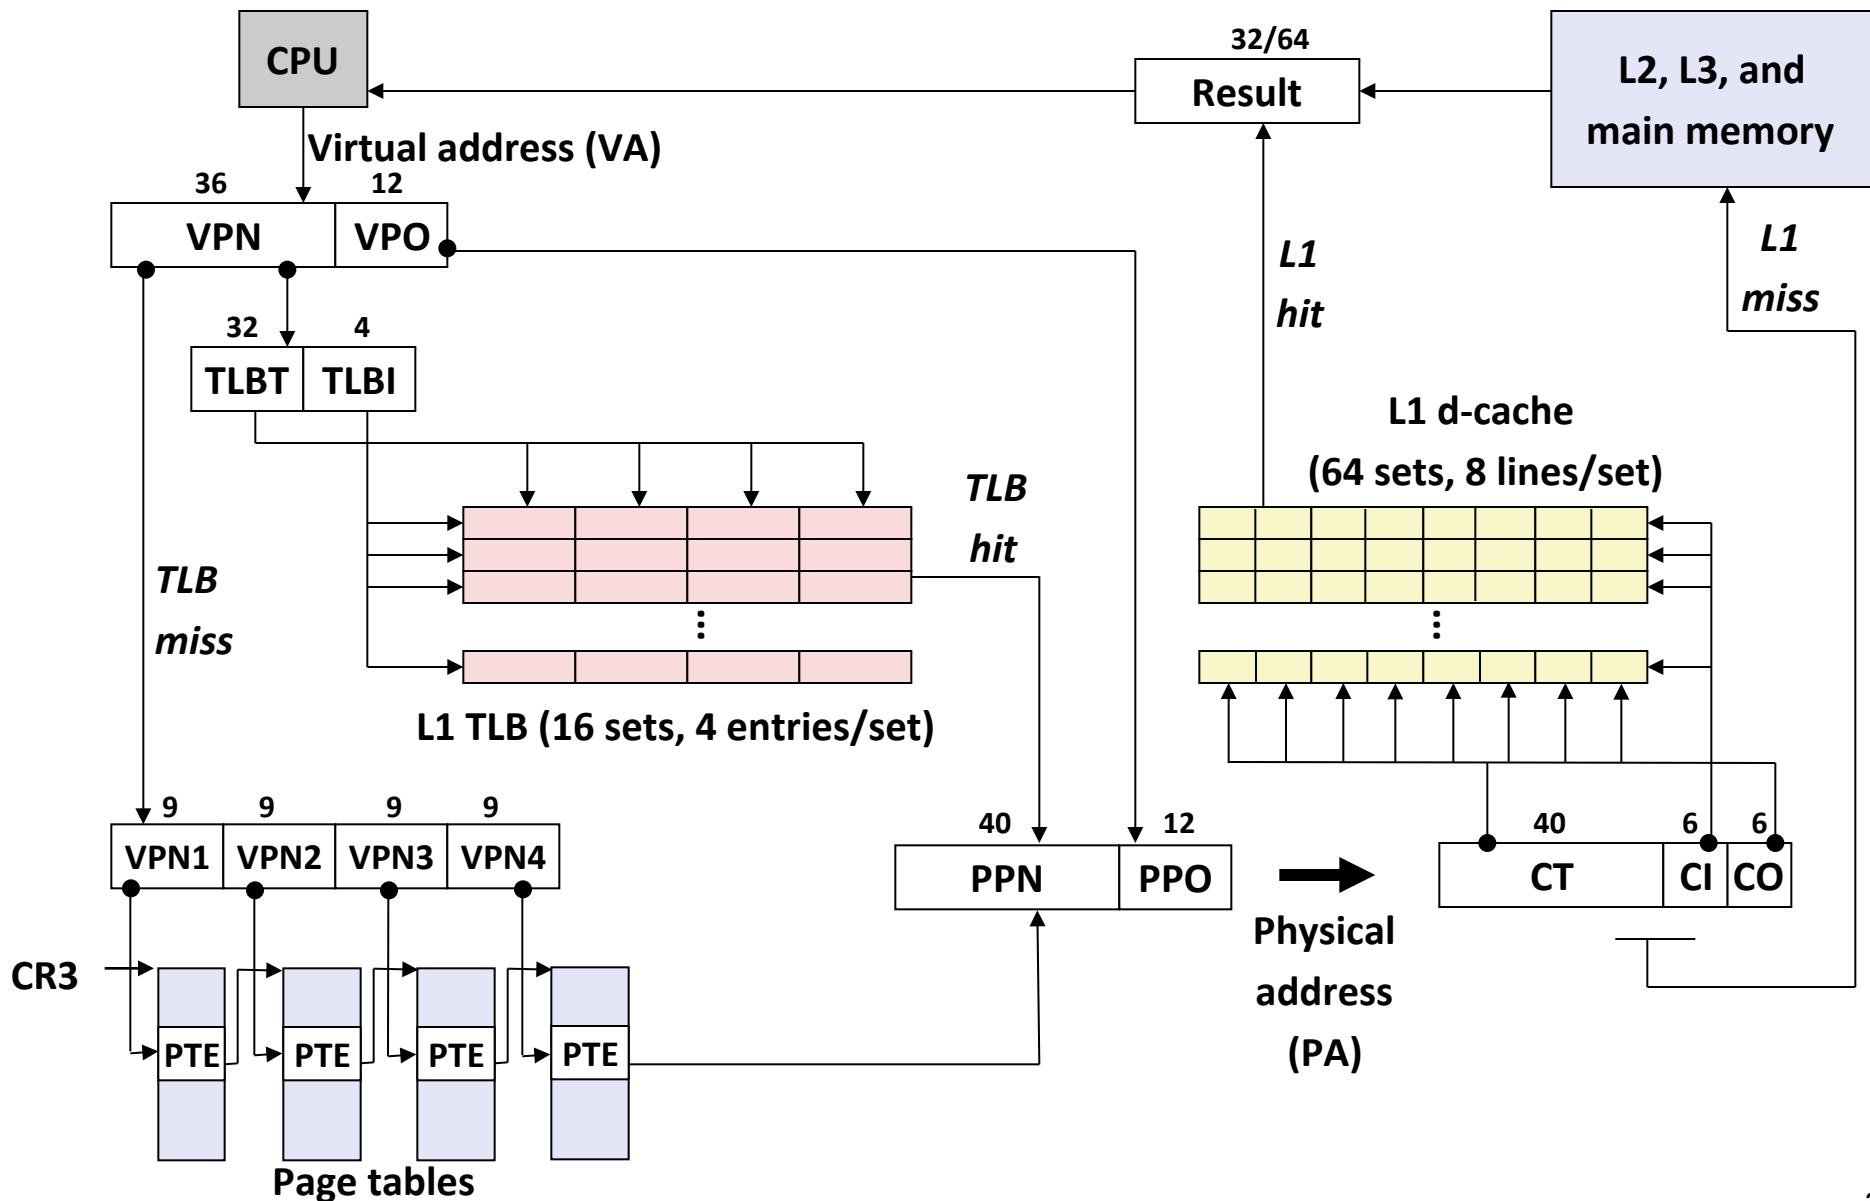 CPU
32/64
Result
L2, L3, and
main memory
Virtual address (VA)
36
12
VPN
VPO
L1
hit
L1
miss
32
4
TLBT
TLBI
L1 d-cache
(64 sets, 8 lines/set)
TLB
hit
TLB
miss
...
...
L1 TLB (16 sets, 4 entries/set)
9
9
9
9
VPN1
VPN2
VPN3
VPN4
40
12
PPN
PPO
40
6
6
CT
CI
CO
Physical
address
(PA)
CR3
PTE
PTE
PTE
PTE
Page tables